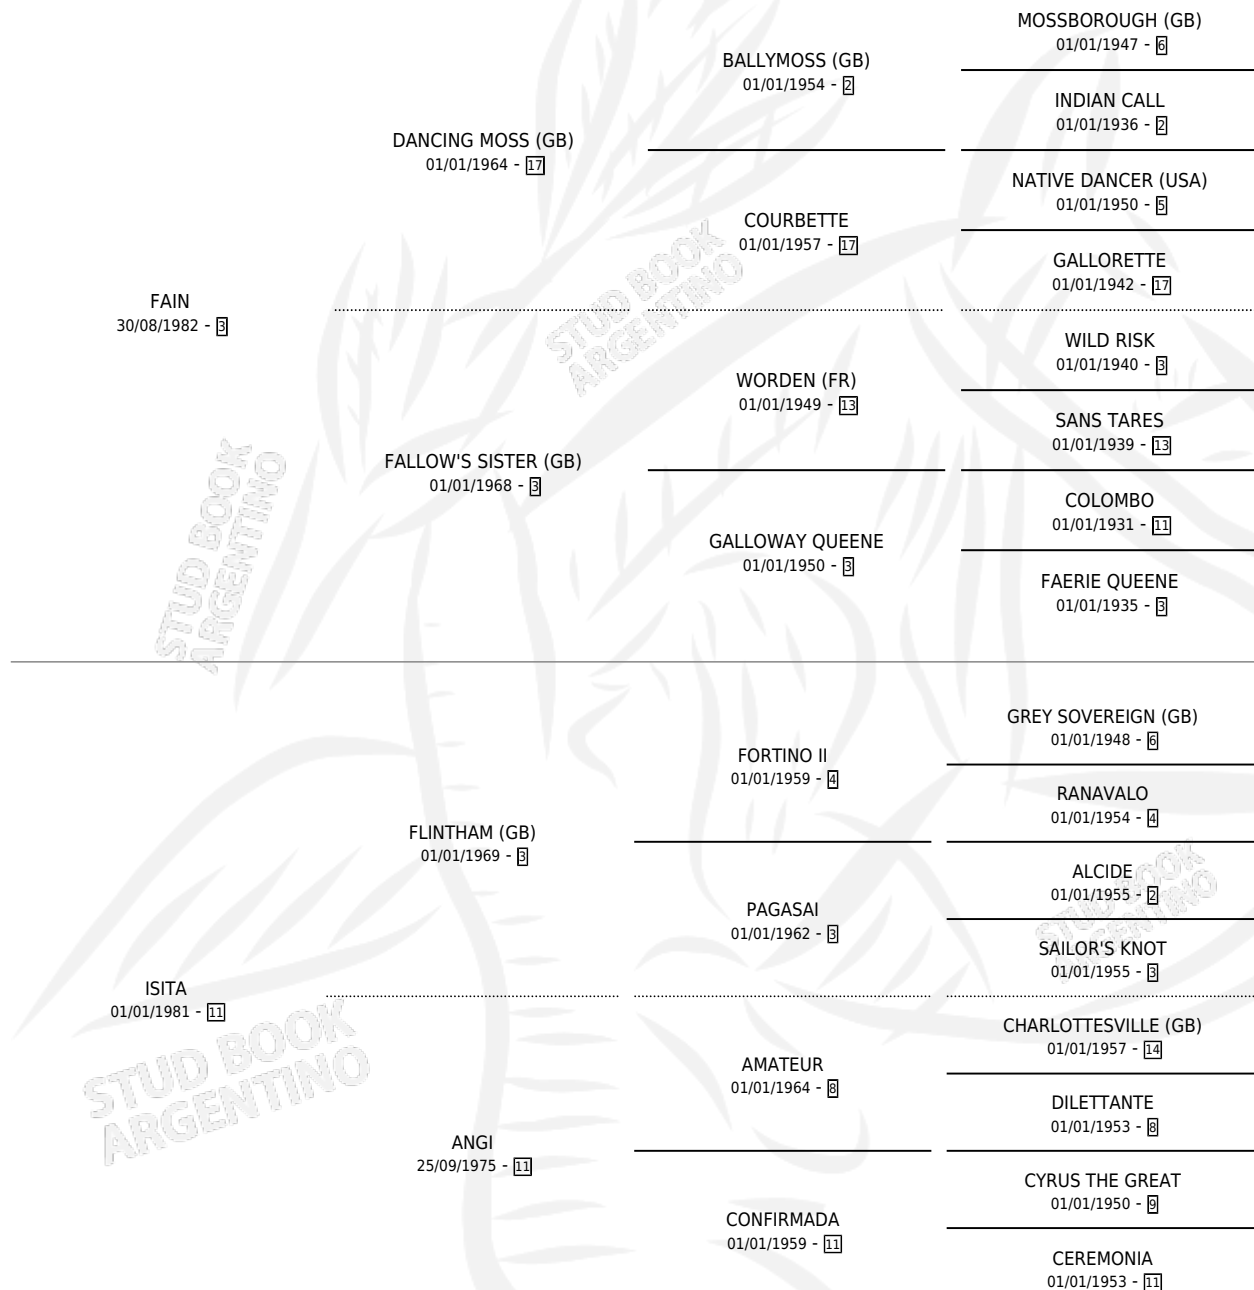 MOSSBOROUGH (GB)
01/01/1947 - 6
BALLYMOSS (GB)
01/01/1954 - 2
INDIAN CALL
01/01/1936 - 2
DANCING MOSS (GB)
01/01/1964 - 17
NATIVE DANCER (USA)
01/01/1950 - 5
COURBETTE
01/01/1957 - 17
GALLORETTE
01/01/1942 - 17
FAIN
30/08/1982 - 3
WILD RISK
01/01/1940 - 3
WORDEN (FR)
01/01/1949 - 13
SANS TARES
01/01/1939 - 13
FALLOW'S SISTER (GB)
01/01/1968 - 3
COLOMBO
01/01/1931 - 11
GALLOWAY QUEENE
01/01/1950 - 3
FAERIE QUEENE
01/01/1935 - 3
GREY SOVEREIGN (GB)
01/01/1948 - 6
FORTINO II
01/01/1959 - 4
RANAVALO
01/01/1954 - 4
FLINTHAM (GB)
01/01/1969 - 3
ALCIDE
01/01/1955 - 2
PAGASAI
01/01/1962 - 3
SAILOR'S KNOT
01/01/1955 - 3
ISITA
01/01/1981 - 11
CHARLOTTESVILLE (GB)
01/01/1957 - 14
AMATEUR
01/01/1964 - 8
DILETTANTE
01/01/1953 - 8
ANGI
25/09/1975 - 11
CYRUS THE GREAT
01/01/1950 - 9
CONFIRMADA
01/01/1959 - 11
CEREMONIA
01/01/1953 - 11
STUD BOOK
ARGENTINO
STUD BOOK
ARGENTINO
STUD BOOK
ARGENTINO
STUD BOOK
ARGENTINO